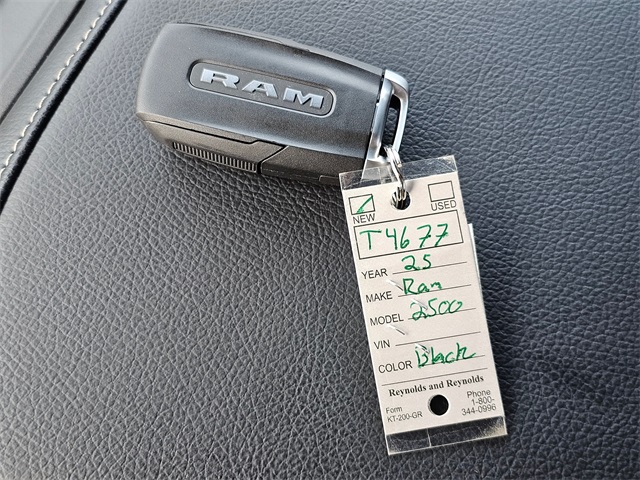 RAM
NEW USED
T4677
YEAR 25
MAKE Ram
MODEL 2500
VIN
COLOR Black
Reynolds and Reynolds
Form
KT-200-GR
Phone
1-800-
344-0996